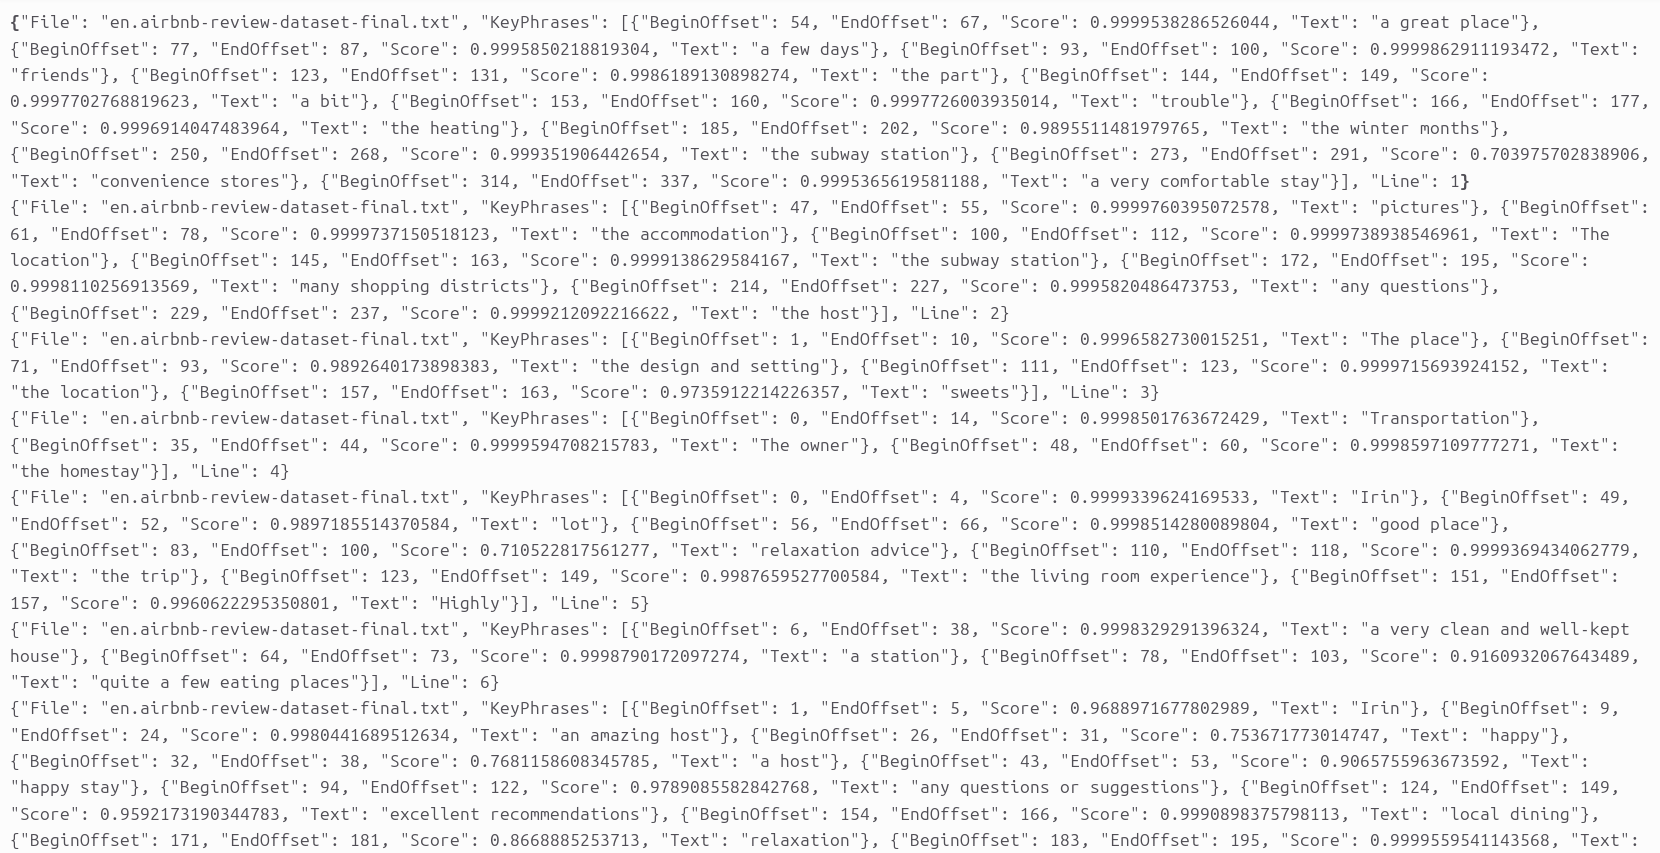 {"File": "en.airbnb-review-dataset-final.txt", "KeyPhrases": [{"BeginOffset": 54, "EndOffset": 67, "Score": 0.9999538286526044, "Text": "a great place"},
{"BeginOffset": 77, "EndOffset": 87, "Score": 0.9995850218819304, "Text": "a few days"}, {"BeginOffset": 93, "EndOffset": 100, "Score": 0.9999862911193472, "Text":
"friends"}, {"BeginOffset": 123, "EndOffset": 131, "Score": 0.9986189130898274, "Text": "the part"}, {"BeginOffset": 144, "EndOffset": 149, "Score":
0.9997702768819623, "Text": "a bit"}, {"BeginOffset": 153, "EndOffset": 160, "Score": 0.9997726003935014, "Text": "trouble"}, {"BeginOffset": 166, "EndOffset": 177,
"Score": 0.9996914047483964, "Text": "the heating"}, {"BeginOffset": 185, "EndOffset": 202, "Score": 0.9895511481979765, "Text": "the winter months"},
{"BeginOffset": 250, "EndOffset": 268, "Score": 0.999351906442654, "Text": "the subway station"}, {"BeginOffset": 273, "EndOffset": 291, "Score": 0.703975702838906,
"Text": "convenience stores"}, {"BeginOffset": 314, "EndOffset": 337, "Score": 0.9995365619581188, "Text": "a very comfortable stay"}], "Line": 1}
{"File": "en.airbnb-review-dataset-final.txt", "KeyPhrases": [{"BeginOffset": 47, "EndOffset": 55, "Score": 0.9999760395072578, "Text": "pictures"}, {"BeginOffset":
61, "EndOffset": 78, "Score": 0.9999737150518123, "Text": "the accommodation"}, {"BeginOffset": 100, "EndOffset": 112, "Score": 0.9999738938546961, "Text": "The
location"}, {"BeginOffset": 145, "EndOffset": 163, "Score": 0.9999138629584167, "Text": "the subway station"}, {"BeginOffset": 172, "EndOffset": 195, "Score":
0.9998110256913569, "Text": "many shopping districts"}, {"BeginOffset": 214, "EndOffset": 227, "Score": 0.9995820486473753, "Text": "any questions"},
{"BeginOffset": 229, "EndOffset": 237, "Score": 0.9999212092216622, "Text": "the host"}], "Line": 2}
{"File": "en.airbnb-review-dataset-final.txt", "KeyPhrases": [{"BeginOffset": 1, "EndOffset": 10, "Score": 0.9996582730015251, "Text": "The place"}, {"BeginOffset":
71, "EndOffset": 93, "Score": 0.9892640173898383, "Text": "the design and setting"}, {"BeginOffset": 111, "EndOffset": 123, "Score": 0.9999715693924152, "Text":
"the location"}, {"BeginOffset": 157, "EndOffset": 163, "Score": 0.9735912214226357, "Text": "sweets"}], "Line": 3}
{"File": "en.airbnb-review-dataset-final.txt", "KeyPhrases": [{"BeginOffset": 0, "EndOffset": 14, "Score": 0.9998501763672429, "Text": "Transportation"},
{"BeginOffset": 35, "EndOffset": 44, "Score": 0.9999594708215783, "Text": "The owner"}, {"BeginOffset": 48, "EndOffset": 60, "Score": 0.9998597109777271, "Text":
"the homestay"}], "Line": 4}
{"File": "en.airbnb-review-dataset-final.txt", "KeyPhrases": [{"BeginOffset": 0, "EndOffset": 4, "Score": 0.9999339624169533, "Text": "Irin"}, {"BeginOffset": 49,
"EndOffset": 52, "Score": 0.9897185514370584, "Text": "lot"}, {"BeginOffset": 56, "EndOffset": 66, "Score": 0.9998514280089804, "Text": "good place"},
{"BeginOffset": 83, "EndOffset": 100, "Score": 0.710522817561277, "Text": "relaxation advice"}, {"BeginOffset": 110, "EndOffset": 118, "Score": 0.9999369434062779,
"Text": "the trip"}, {"BeginOffset": 123, "EndOffset": 149, "Score": 0.9987659527700584, "Text": "the living room experience"}, {"BeginOffset": 151, "EndOffset":
157, "Score": 0.9960622295350801, "Text": "Highly"}], "Line": 5}
{"File": "en.airbnb-review-dataset-final.txt", "KeyPhrases": [{"BeginOffset": 6, "EndOffset": 38, "Score": 0.9998329291396324, "Text": "a very clean and well-kept
house"}, {"BeginOffset": 64, "EndOffset": 73, "Score": 0.9998790172097274, "Text": "a station"}, {"BeginOffset": 78, "EndOffset": 103, "Score": 0.9160932067643489,
"Text": "quite a few eating places"}], "Line": 6}
{"File": "en.airbnb-review-dataset-final.txt", "KeyPhrases": [{"BeginOffset": 1, "EndOffset": 5, "Score": 0.9688971677802989, "Text": "Irin"}, {"BeginOffset": 9,
"EndOffset": 24, "Score": 0.9980441689512634, "Text": "an amazing host"}, {"BeginOffset": 26, "EndOffset": 31, "Score": 0.753671773014747, "Text": "happy"},
{"BeginOffset": 32, "EndOffset": 38, "Score": 0.7681158608345785, "Text": "a host"}, {"BeginOffset": 43, "EndOffset": 53, "Score": 0.9065755963673592, "Text":
"happy stay"}, {"BeginOffset": 94, "EndOffset": 122, "Score": 0.9789085582842768, "Text": "any questions or suggestions"}, {"BeginOffset": 124, "EndOffset": 149,
"Score": 0.9592173190344783, "Text": "excellent recommendations"}, {"BeginOffset": 154, "EndOffset": 166, "Score": 0.9990898375798113, "Text": "local dining"},
{"BeginOffset": 171, "EndOffset": 181, "Score": 0.8668885253713, "Text": "relaxation"}, {"BeginOffset": 183, "EndOffset": 195, "Score": 0.9999559541143568, "Text":